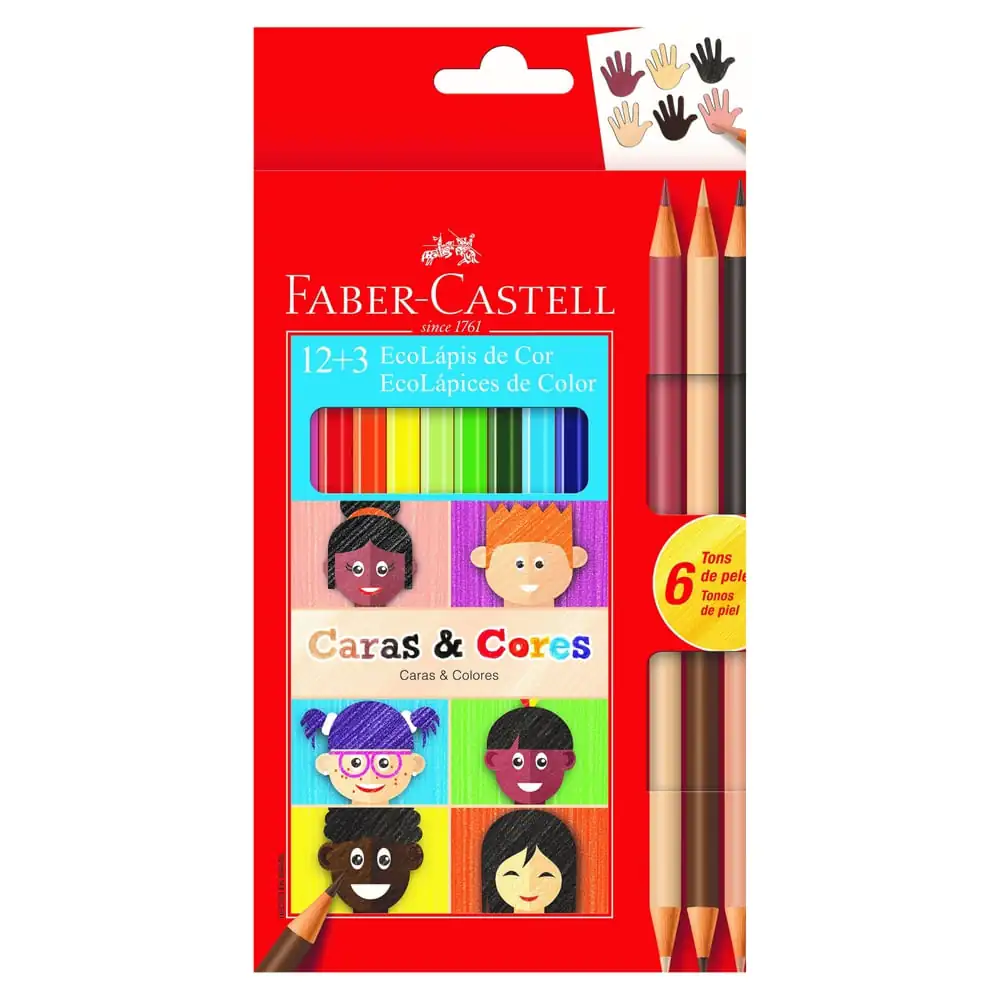 FABER-CASTELL
since 1761
12+3 EcoLápis de Cor
EcoLápices de Color
Caras & Cores
Caras & Colores
6 Tons
de pele
Tonos
de piel